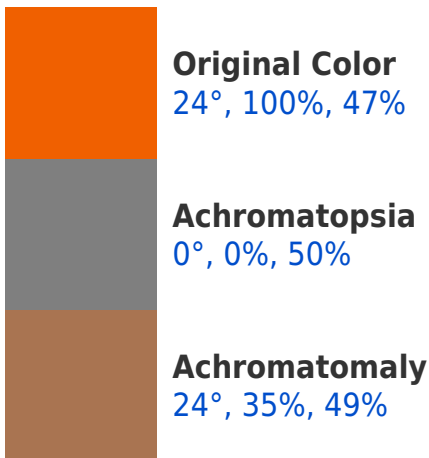 Original Color
24°, 100%, 47%
Achromatopsia
0°, 0%, 50%
Achromatomaly
24°, 35%, 49%